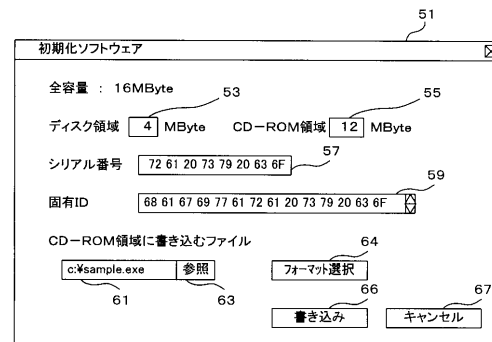 51
初期化ソフトウェア
全容量 : 16MByte
53
55
ディスク領域 4 MByte CD-ROM領域 12 MByte
シリアル番号 72 61 20 73 79 20 63 6F
57
59
固有ID 68 61 67 69 77 61 72 61 20 73 79 20 63 6F
CD-ROM領域に書き込むファイル
64
c:¥sample.exe 参照 フォーマット選択
61
63
66
67
書き込み キャンセル